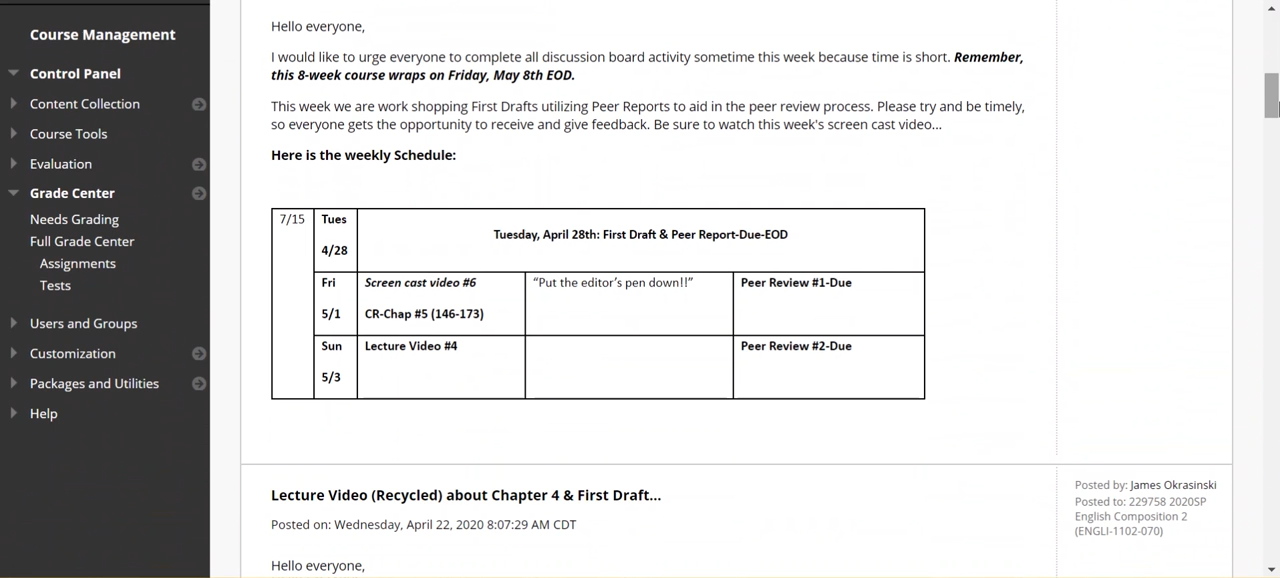 Course Management
Control Panel
Content Collection
Course Tools
Evaluation
Grade Center
Needs Grading
Full Grade Center
Assignments
Tests
Users and Groups
Customization
Packages and Utilities
Help
Hello everyone,
I would like to urge everyone to complete all discussion board activity sometime this week because time is short. Remember,
this 8-week course wraps on Friday, May 8th EOD.
This week we are work shopping First Drafts utilizing Peer Reports to aid in the peer review process. Please try and be timely,
so everyone gets the opportunity to receive and give feedback. Be sure to watch this week's screen cast video...
Here is the weekly Schedule:
7/15
Tues
4/28
Tuesday, April 28th: First Draft & Peer Report-Due-EOD
Fri
5/1
Screen cast video #6
CR-Chap #5 (146-173)
“Put the editor’s pen down!!”
Peer Review #1-Due
Sun
5/3
Lecture Video #4
Peer Review #2-Due
Lecture Video (Recycled) about Chapter 4 & First Draft...
Posted on: Wednesday, April 22, 2020 8:07:29 AM CDT
Hello everyone,
Posted by: James Okrasinski
Posted to: 229758 2020SP
English Composition 2
(ENGLI-1102-070)